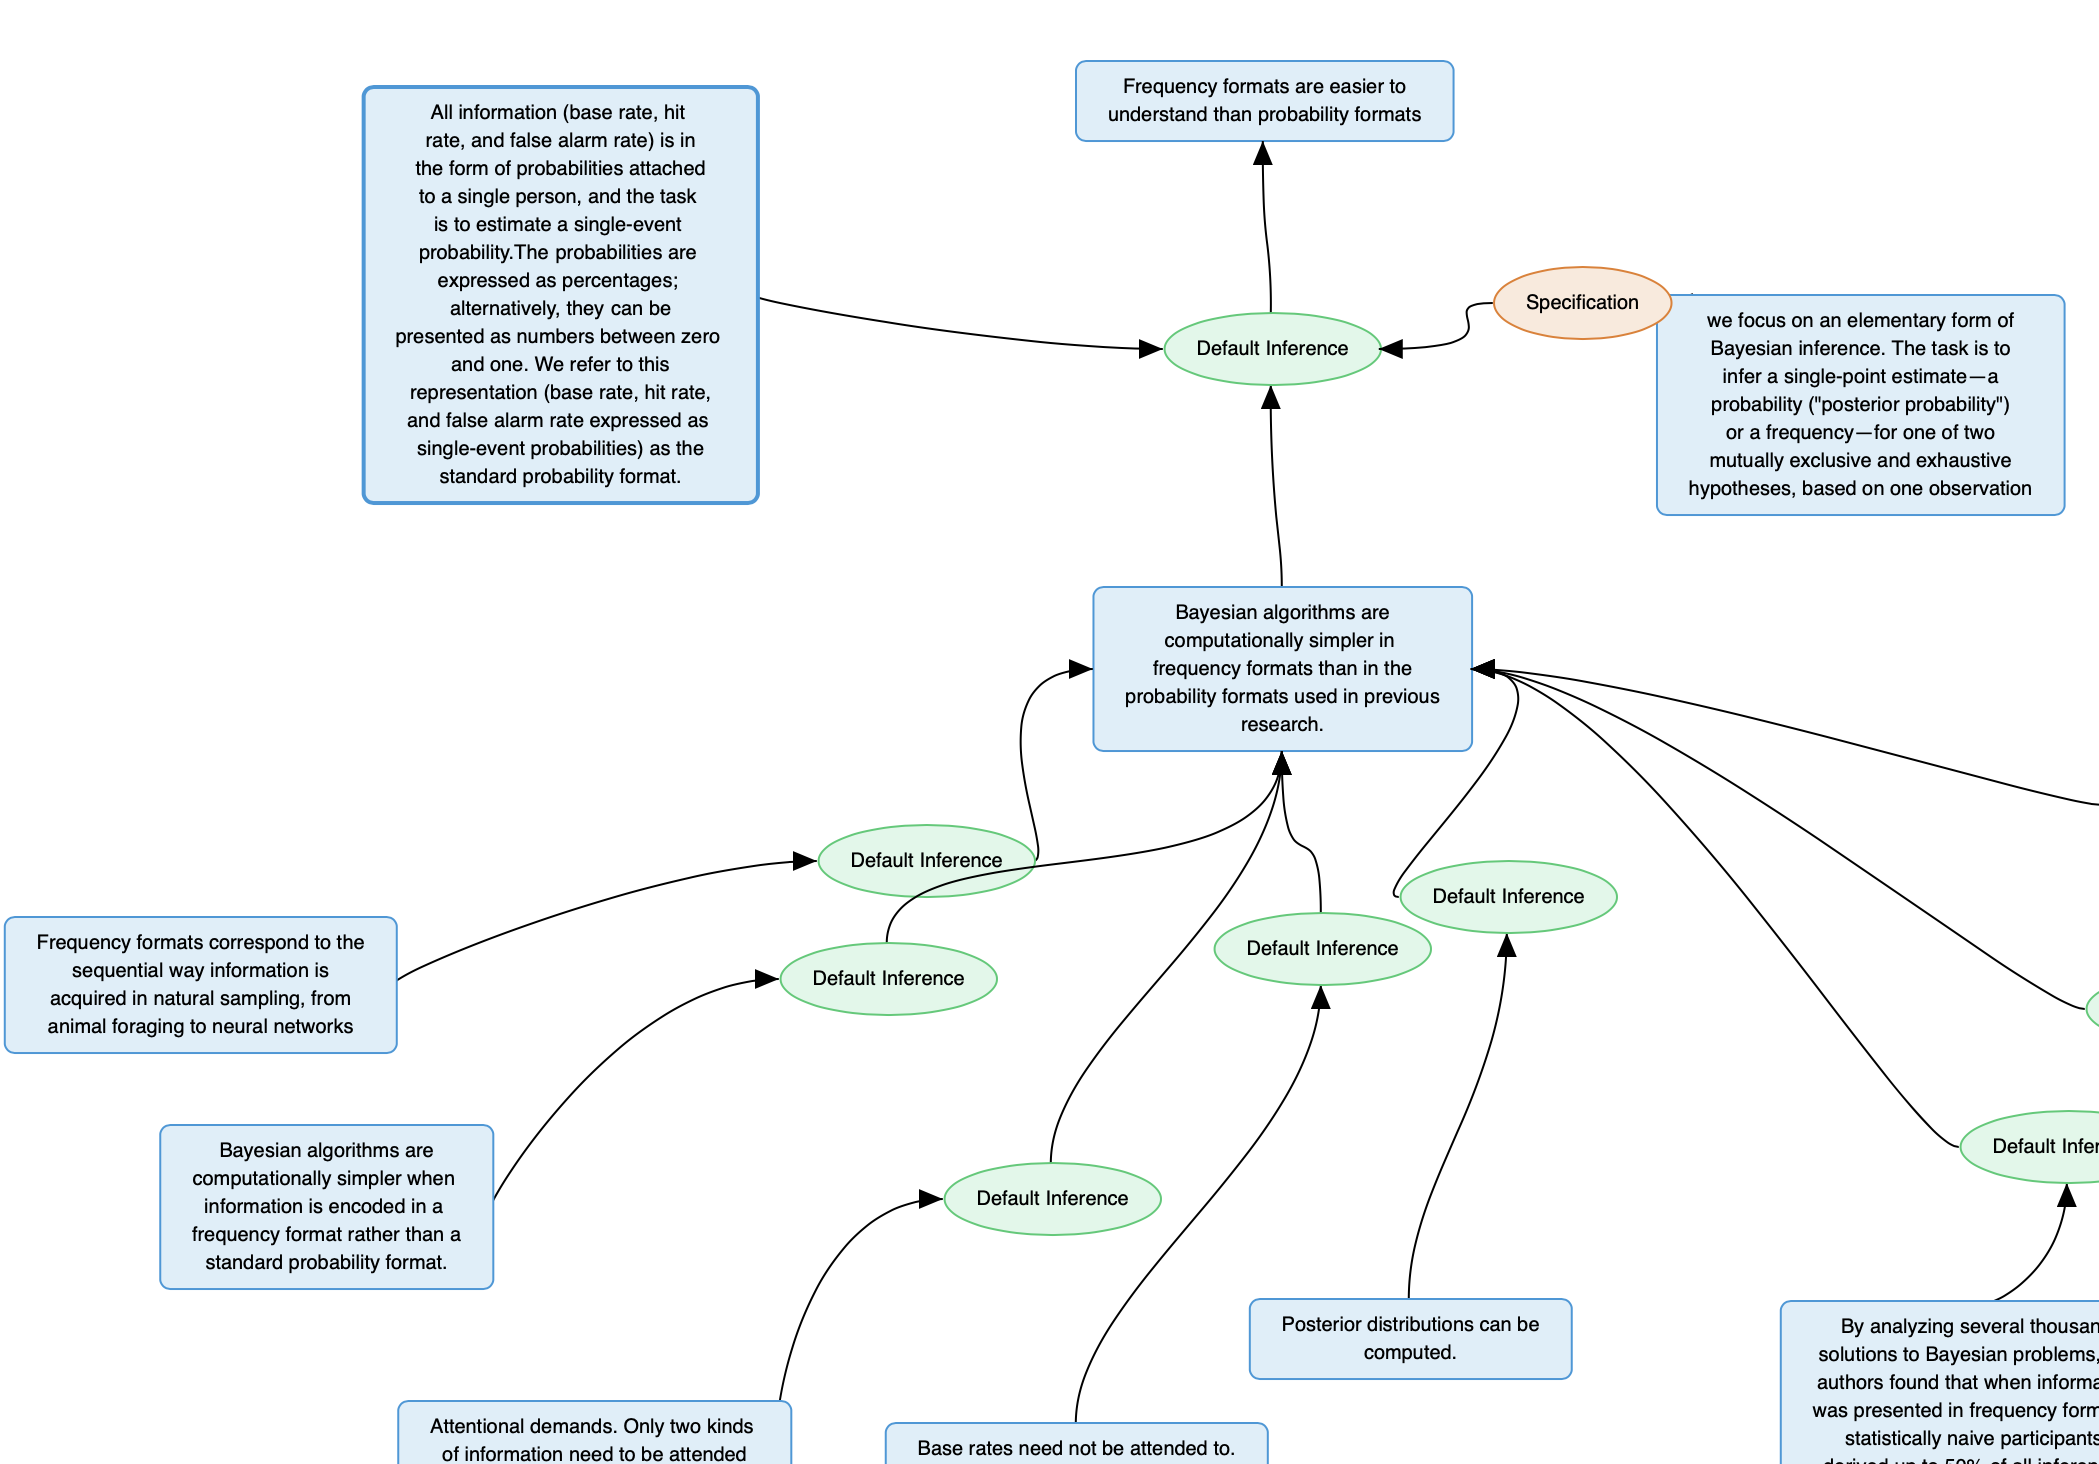 Frequency formats are easier to
understand than probability formats
All information (base rate, hit
rate, and false alarm rate) is in
the form of probabilities attached
to a single person, and the task
is to estimate a single-event
probability.The probabilities are
expressed as percentages;
alternatively, they can be
presented as numbers between zero
and one. We refer to this
representation (base rate, hit rate,
and false alarm rate expressed as
single-event probabilities) as the
standard probability format.
Specification
Default Inference
we focus on an elementary form of
Bayesian inference. The task is to
infer a single-point estimate—a
probability ("posterior probability")
or a frequency—for one of two
mutually exclusive and exhaustive
hypotheses, based on one observation
Bayesian algorithms are
computationally simpler in
frequency formats than in the
probability formats used in previous
research.
Default Inference
Default Inference
Default Inference
Default Inference
Frequency formats correspond to the
sequential way information is
acquired in natural sampling, from
animal foraging to neural networks
Bayesian algorithms are
computationally simpler when
information is encoded in a
frequency format rather than a
standard probability format.
Default Inference
Default Infer
Posterior distributions can be
computed.
Attentional demands. Only two kinds
of information need to be attended
Base rates need not be attended to.
By analyzing several thousan
solutions to Bayesian problems,
authors found that when informa
was presented in frequency form
statistically naive participants
derived up to 50% of all inferen